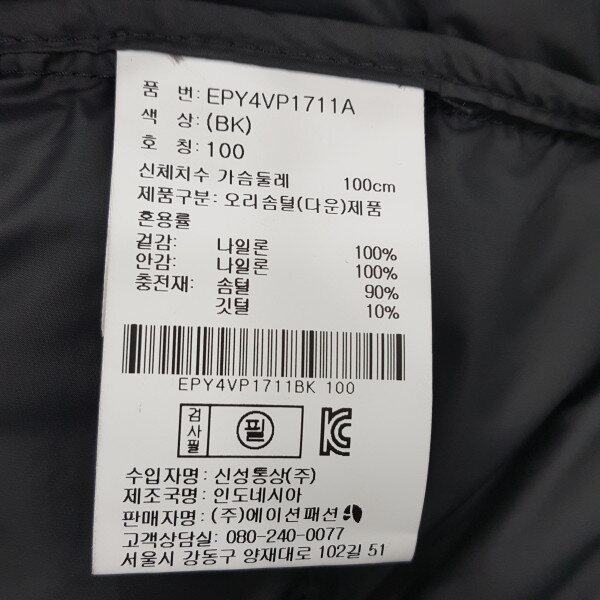 품 번: EPY4VP1711A
색 상: (BK)
호 칭: 100
신체치수 가슴둘레 100cm
제품구분: 오리솜털(다운)제품
혼용률
겉감: 나일론 100%
안감: 나일론 100%
충전재: 솜털 90%
깃털 10%
EPY4VP1711BK 100
검사필 필 KC
수입자명: 신성통상(주)
제조국명: 인도네시아
판매자명: (주)에이션패션
고객상담실: 080-240-0077
서울시 강동구 양재대로 102길 51